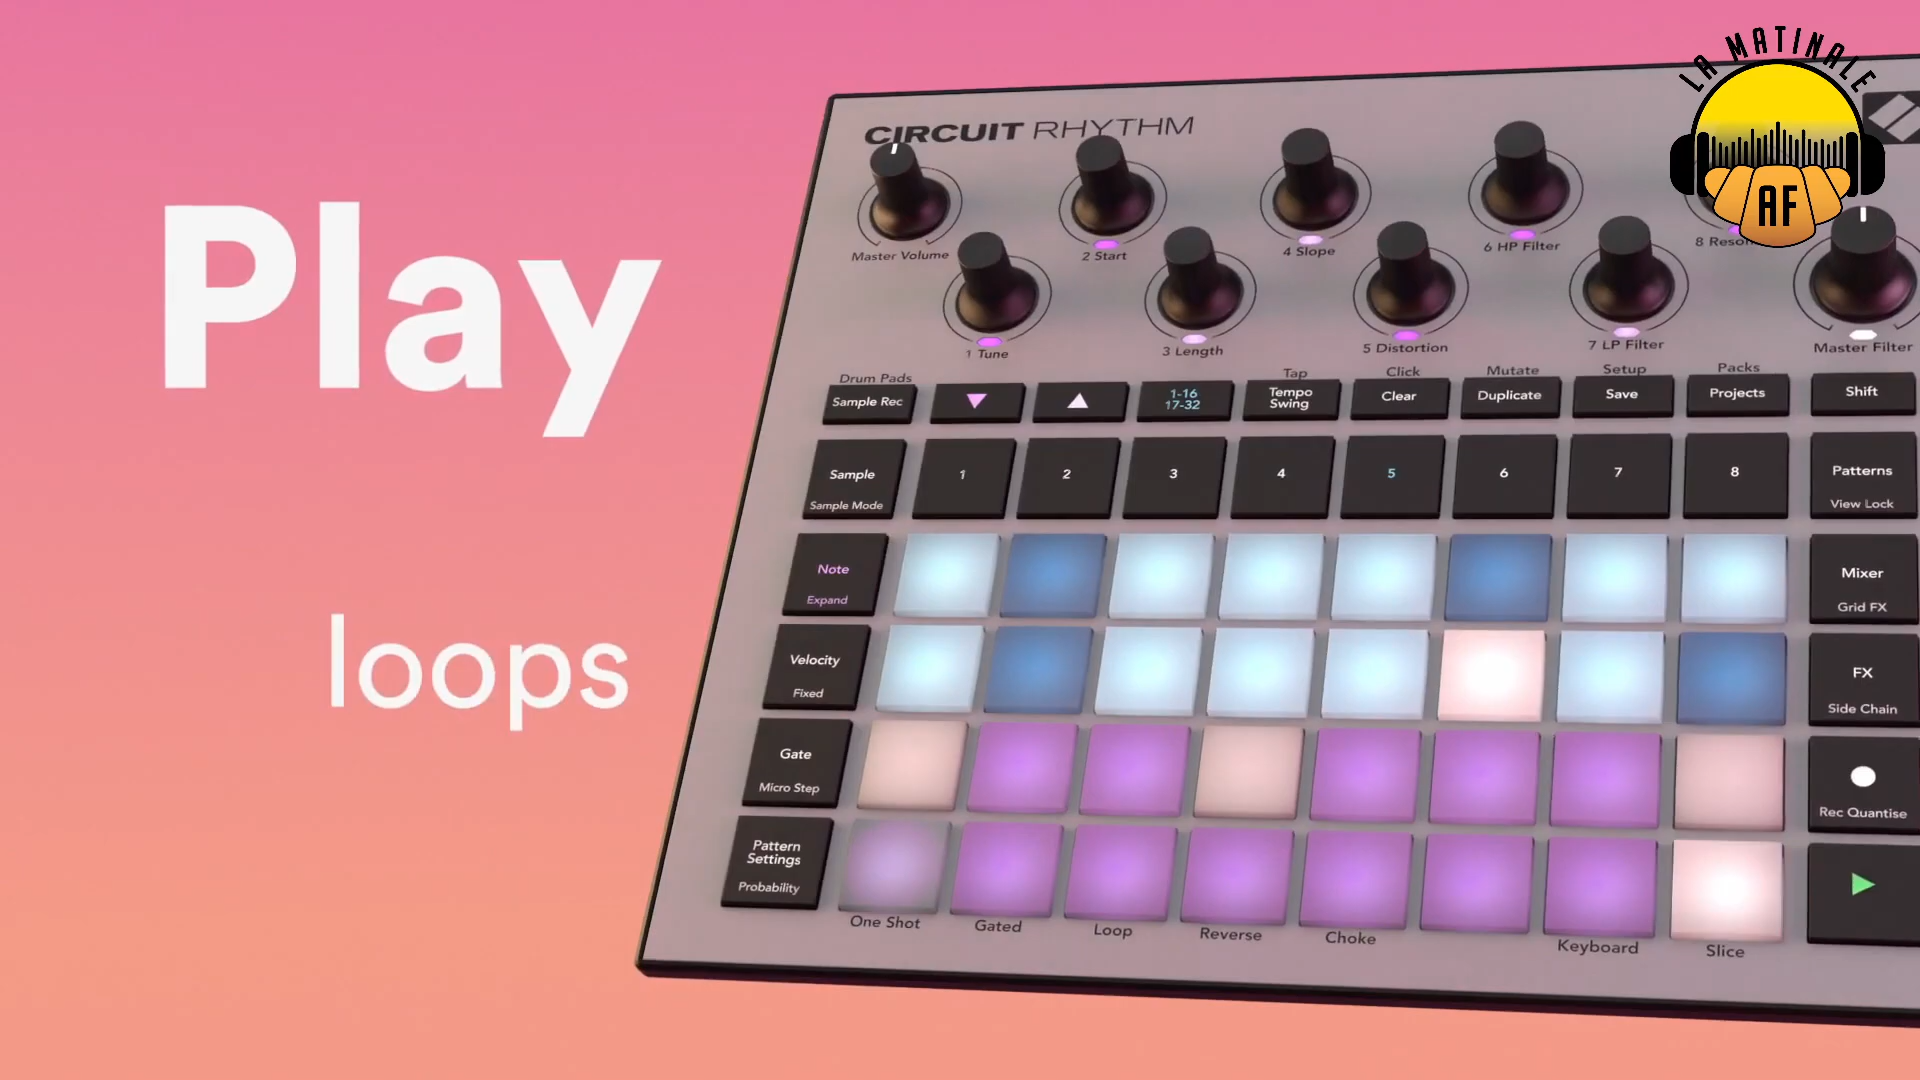 Play
loops
LA MATINALE
AF
CIRCUIT RHYTHM
Master Volume
2 Start
4 Slope
6 HP Filter
1 Tune
3 Length
5 Distortion
7 LP Filter
Master Filter
Drum Pads
Tap
Click
Mutate
Setup
Packs
Sample Rec
▼
▲
1-16
17-32
Tempo
Swing
Clear
Duplicate
Save
Projects
Shift
Sample
Sample Mode
1
2
3
4
5
6
7
8
Patterns
View Lock
Note
Expand
Mixer
Grid FX
Velocity
Fixed
FX
Side Chain
Gate
Micro Step
Rec Quantise
Pattern
Settings
Probability
One Shot
Gated
Loop
Reverse
Choke
Keyboard
Slice